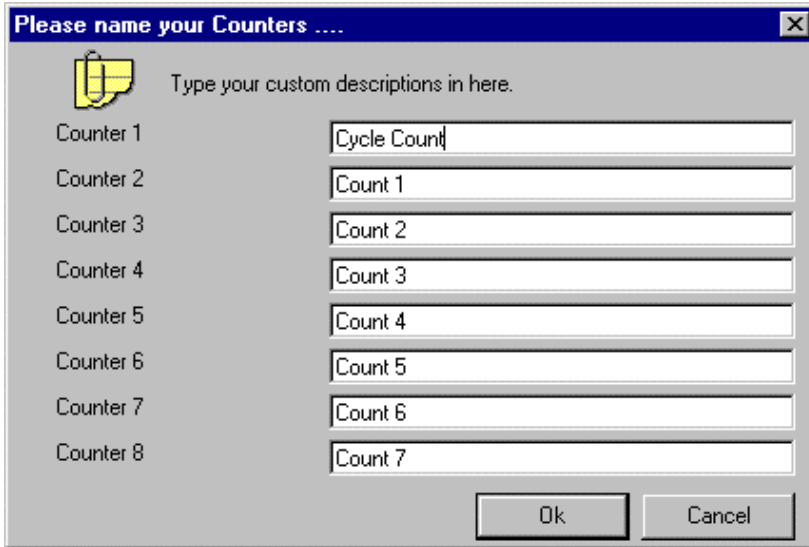 Please name your Counters ....
Type your custom descriptions in here.
Counter 1 Cycle Count
Counter 2 Count 1
Counter 3 Count 2
Counter 4 Count 3
Counter 5 Count 4
Counter 6 Count 5
Counter 7 Count 6
Counter 8 Count 7
Ok Cancel